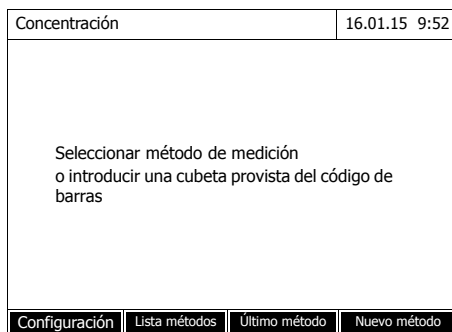 Concentración 16.01.15 9:52
Seleccionar método de medición
o introducir una cubeta provista del código de
barras
Configuración Lista métodos Último método Nuevo método